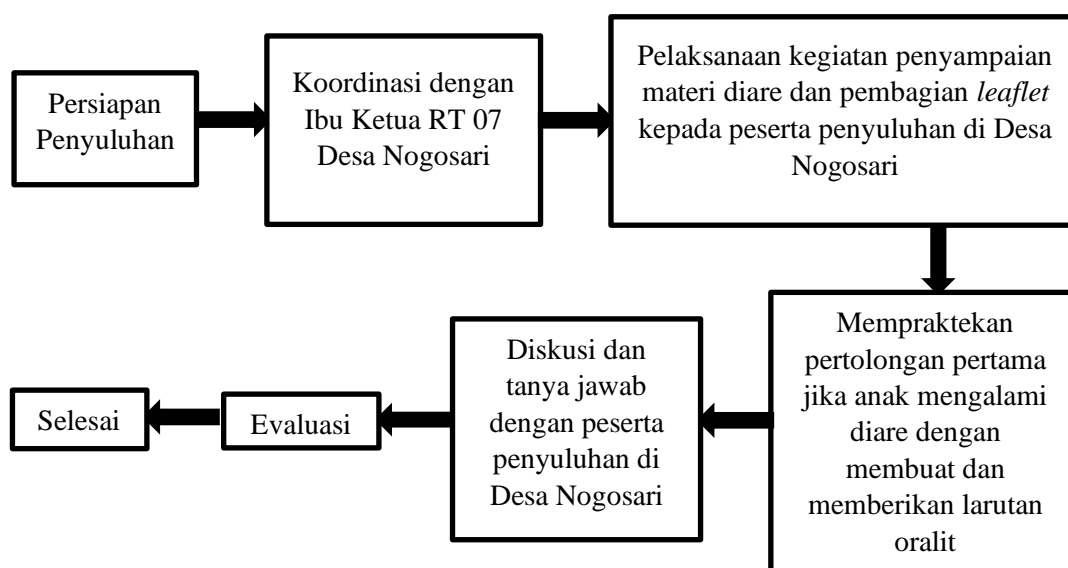 Persiapan
Penyuluhan
Koordinasi dengan
Ibu Ketua RT 07
Desa Nogosari
Pelaksanaan kegiatan penyampaian
materi diare dan pembagian leaflet
kepada peserta penyuluhan di Desa
Nogosari
Mempraktekan
pertolongan pertama
jika anak mengalami
diare dengan
membuat dan
memberikan larutan
oralit
Diskusi dan
tanya jawab
dengan peserta
penyuluhan di
Desa Nogosari
Evaluasi
Selesai